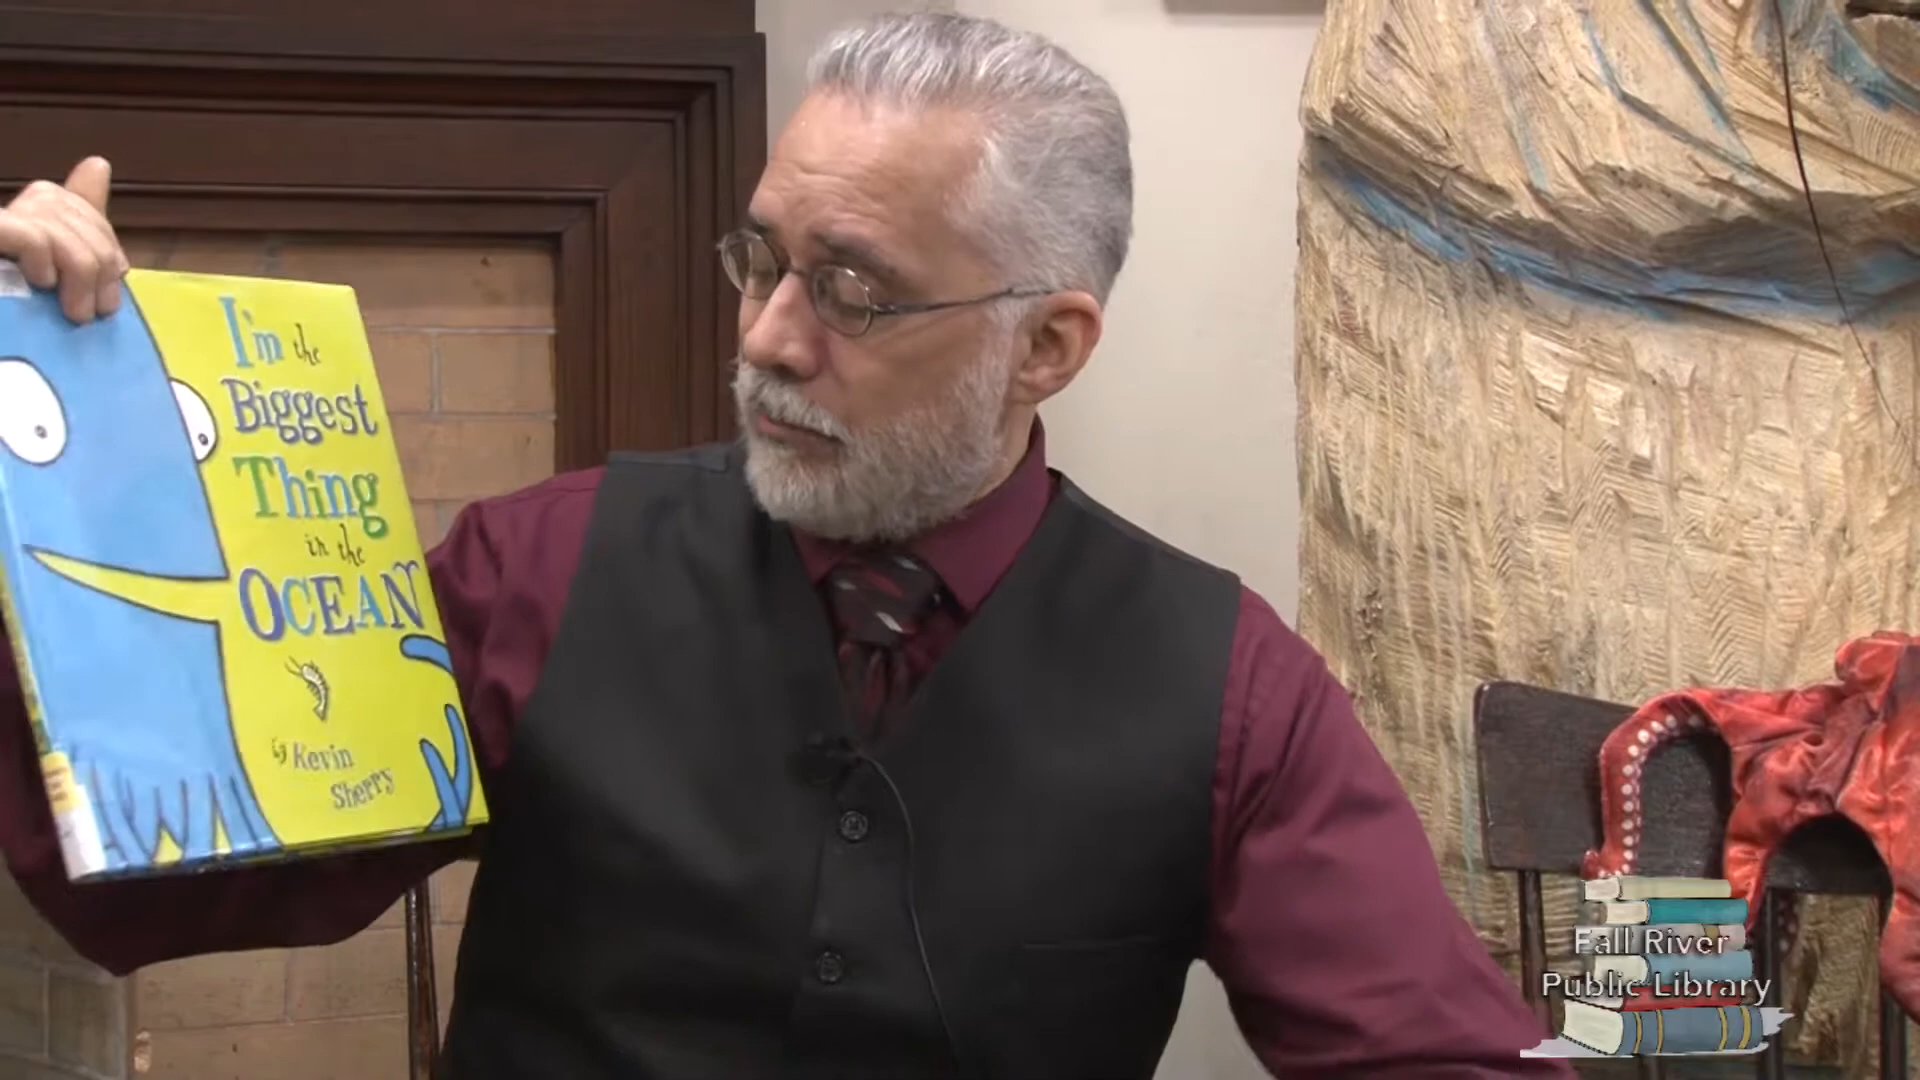 I'm the
Biggest
Thing
in the
OCEAN
by Kevin
Sherry
Fall River
Public Library